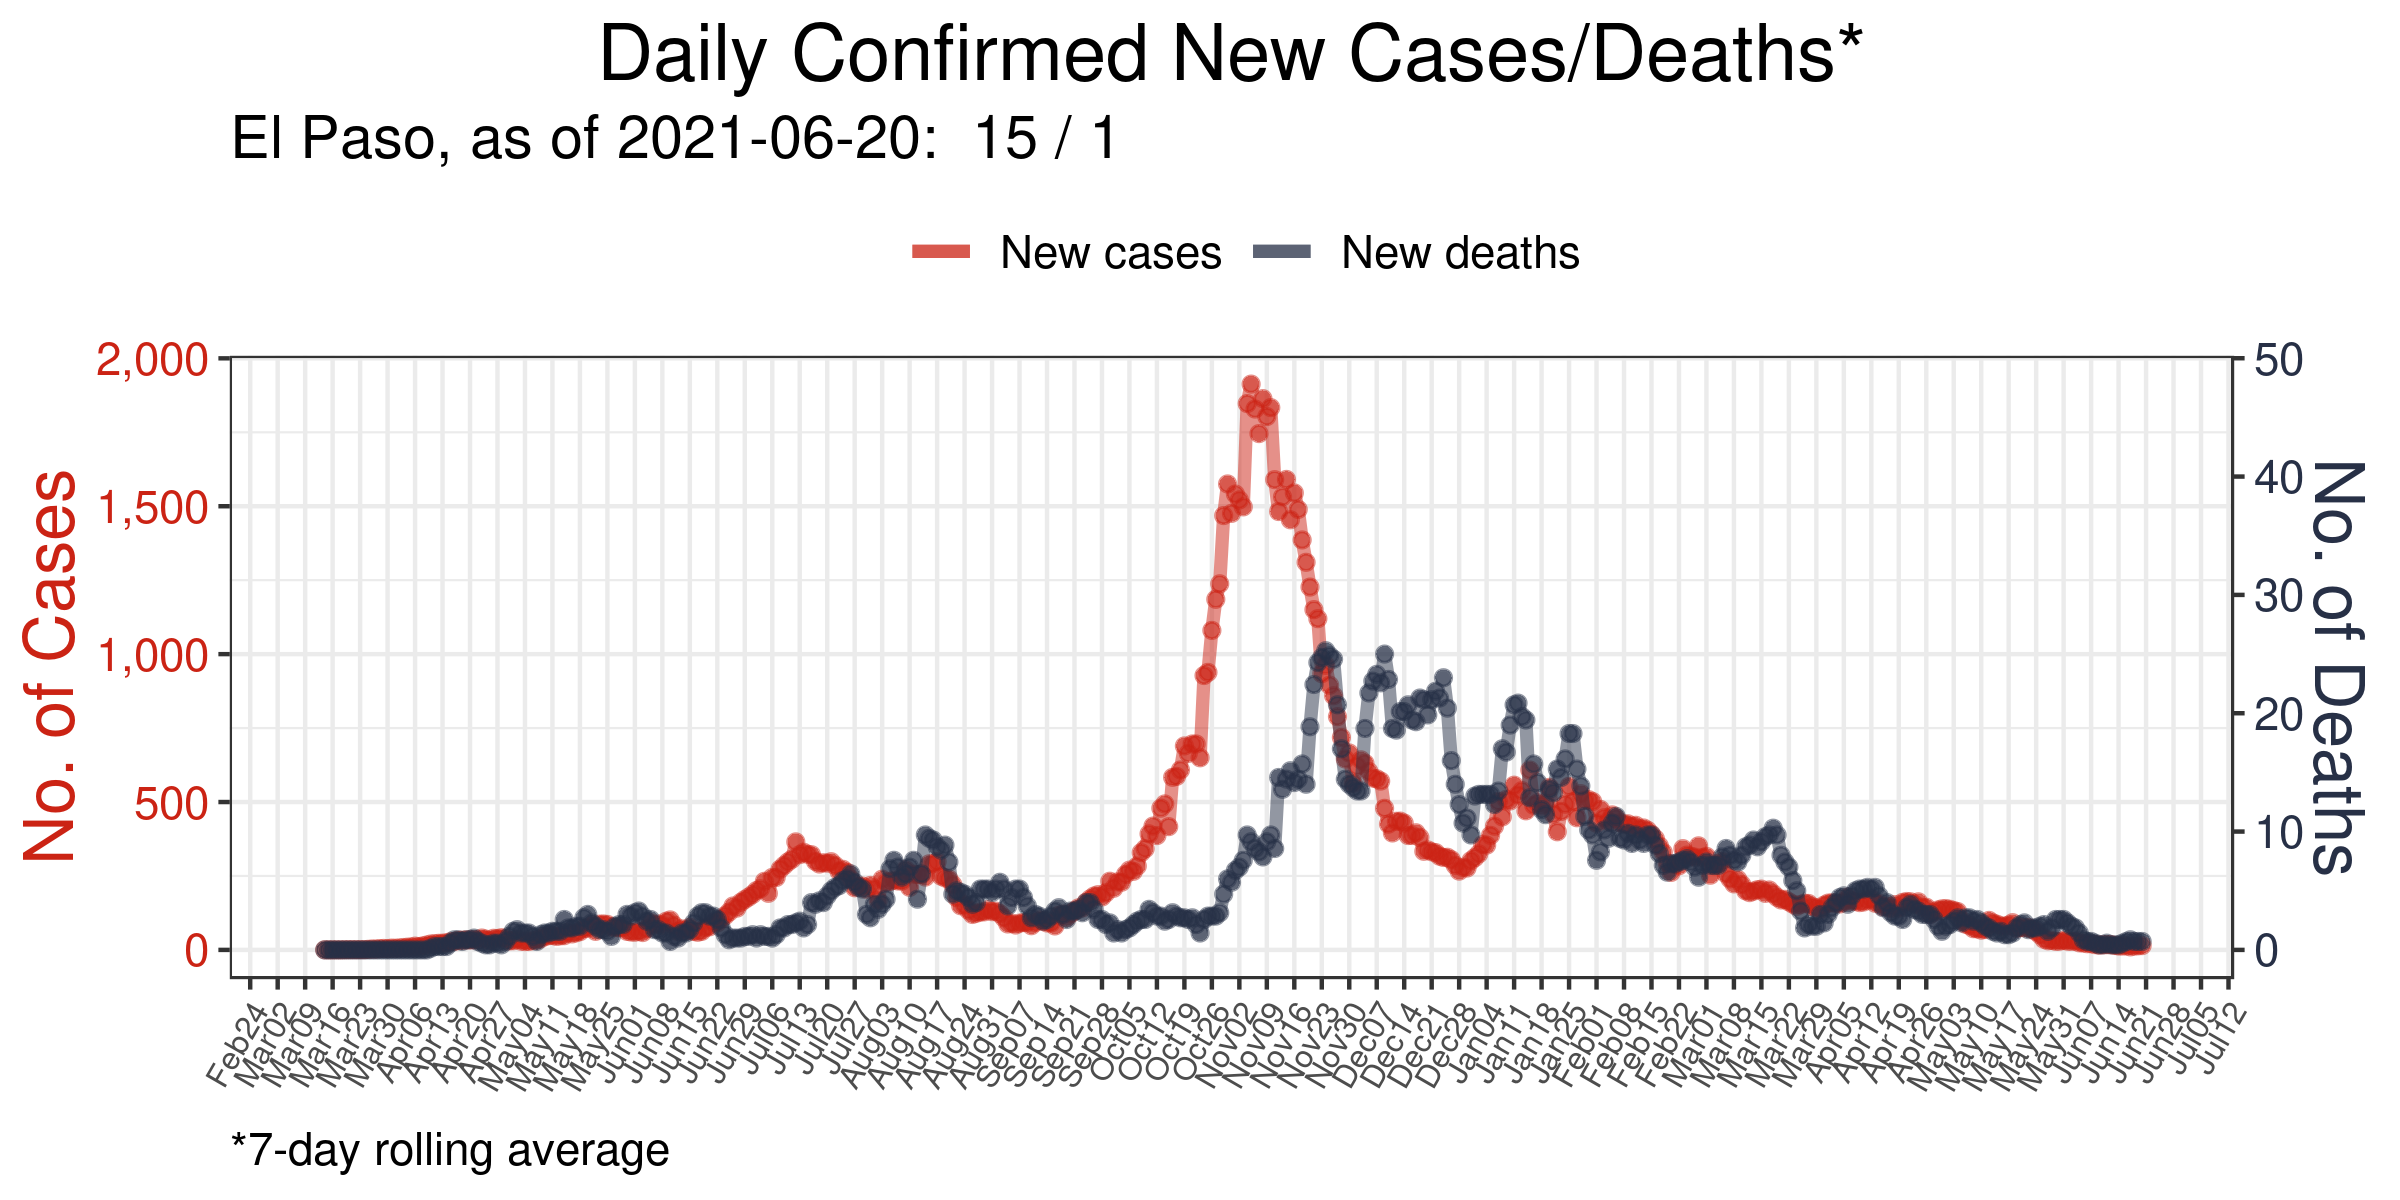 Daily Confirmed New Cases/Deaths*
El Paso, as of 2021-06-20:  15 / 1
New cases New deaths
No. of Cases
2,000
1,500
1,000
500
0
50
40
30
20
10
0
No. of Deaths
Feb24 Mar02 Mar09 Mar16 Mar23 Mar30 Apr06 Apr13 Apr20 Apr27 May04 May11 May18 May25 Jun01 Jun08 Jun15 Jun22 Jun29 Jul06 Jul13 Jul20 Jul27 Aug03 Aug10 Aug17 Aug24 Aug31 Sep07 Sep14 Sep21 Sep28 Oct05 Oct12 Oct19 Oct26 Nov02 Nov09 Nov16 Nov23 Nov30 Dec07 Dec14 Dec21 Dec28 Jan04 Jan11 Jan18 Jan25 Feb01 Feb08 Feb15 Feb22 Mar01 Mar08 Mar15 Mar22 Mar29 Apr05 Apr12 Apr19 Apr26 May03 May10 May17 May24 May31 Jun07 Jun14 Jun21 Jun28 Jul05 Jul12
*7-day rolling average